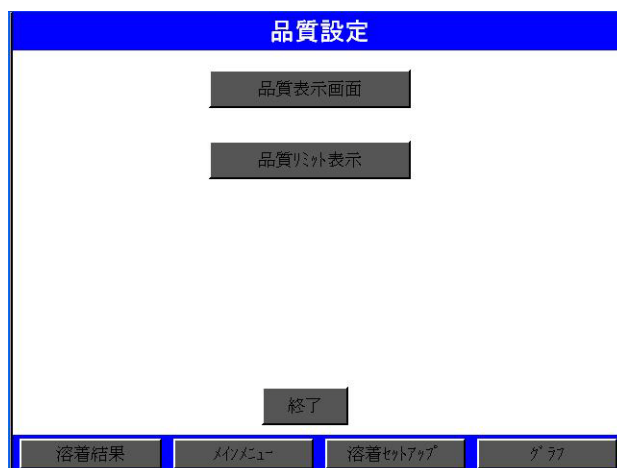 品質設定
品質表示画面
品質ﾘﾐｯﾄ表示
終了
溶着結果
ﾒｲﾝﾒﾆｭｰ
溶着ｾｯﾄｱｯﾌﾟ
ｸﾞﾗﾌ